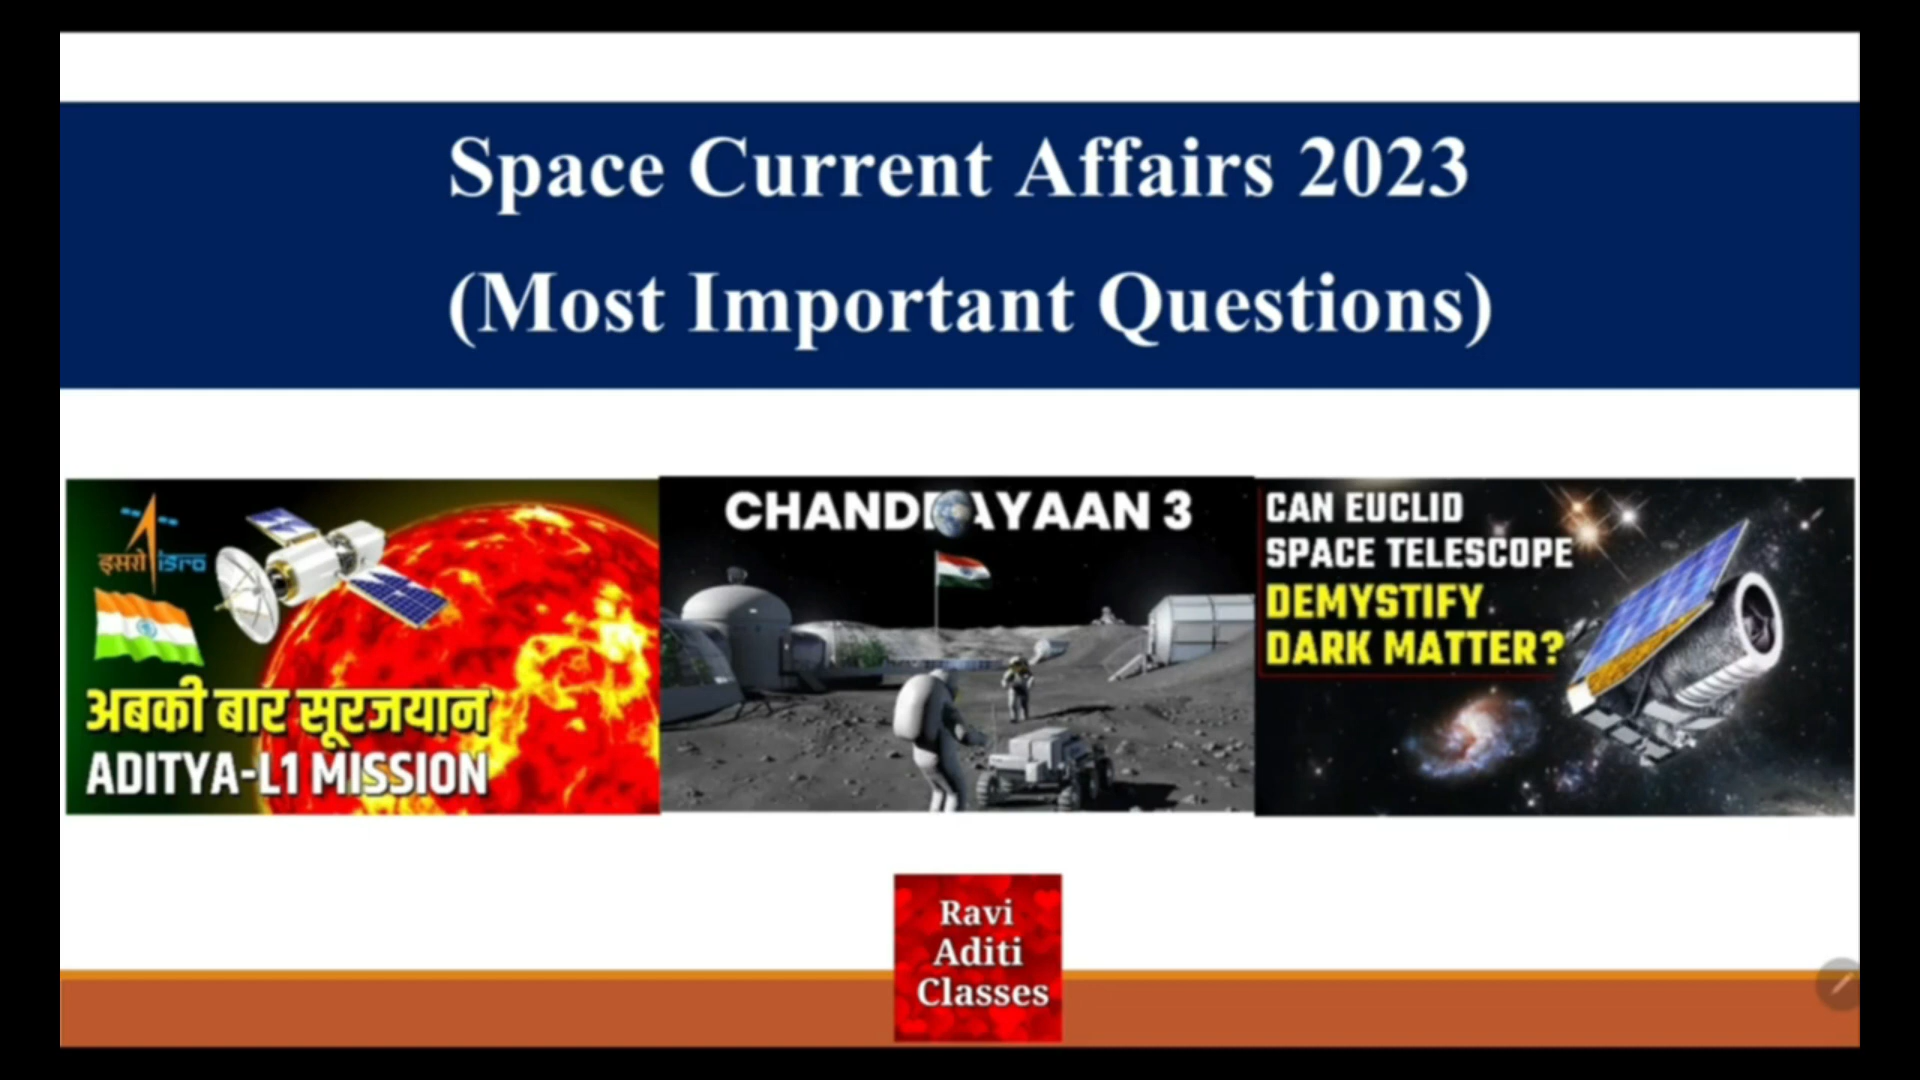 Space Current Affairs 2023
(Most Important Questions)
इसरो isro
अबकी बार सूरजयान
ADITYA-L1 MISSION
CHANDRAYAAN 3
CAN EUCLID
SPACE TELESCOPE
DEMYSTIFY
DARK MATTER?
Ravi
Aditi
Classes